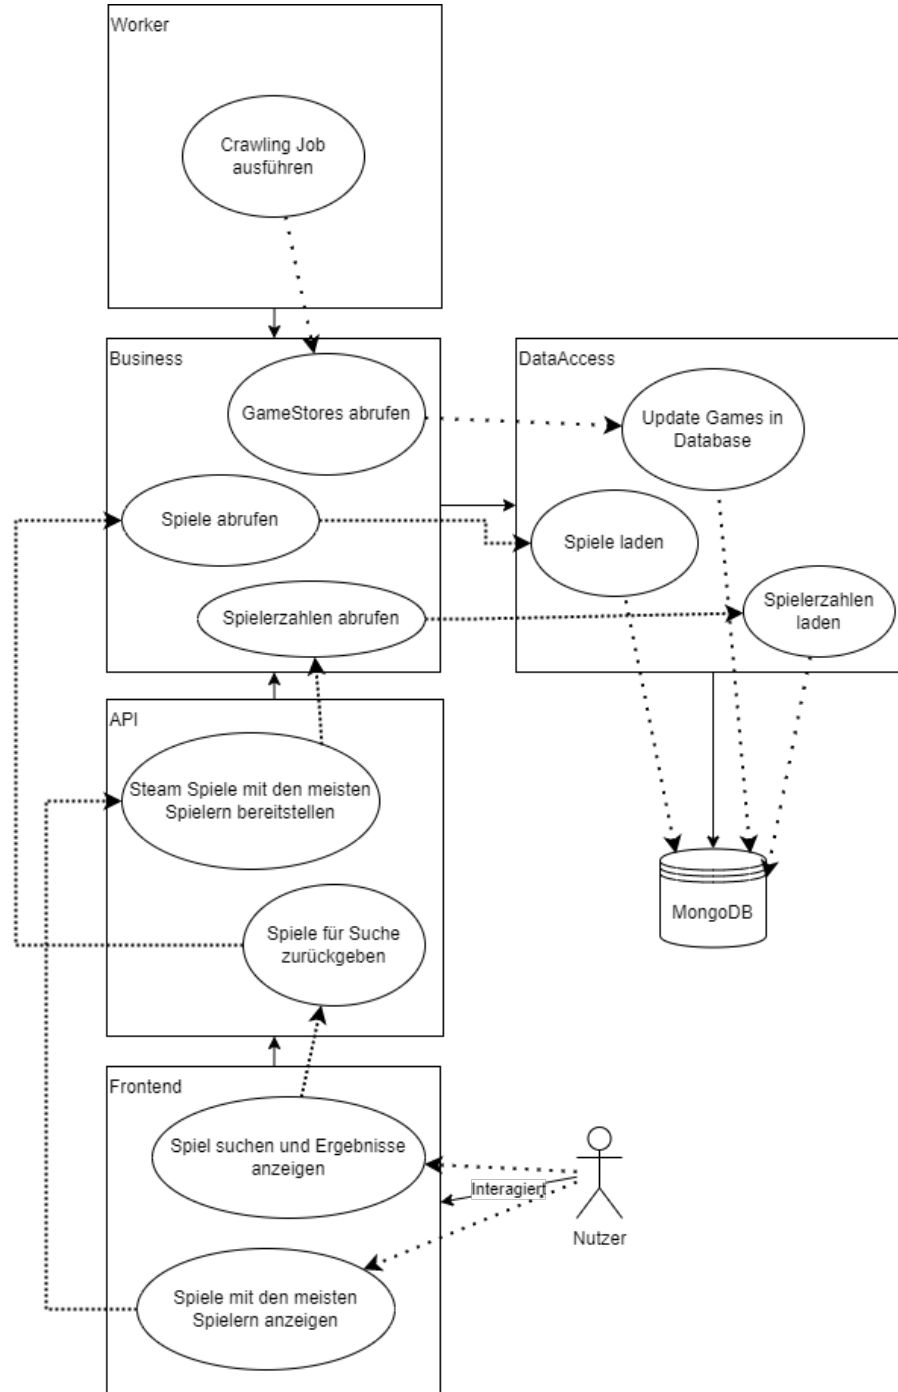 Worker
Crawling Job
ausführen
Business
GameStores abrufen
Spiele abrufen
Spielerzahlen abrufen
DataAccess
Update Games in
Database
Spiele laden
Spielerzahlen
laden
API
Steam Spiele mit den meisten
Spielern bereitstellen
Spiele für Suche
zurückgeben
MongoDB
Frontend
Spiel suchen und Ergebnisse
anzeigen
Interagiert
Nutzer
Spiele mit den meisten
Spielern anzeigen